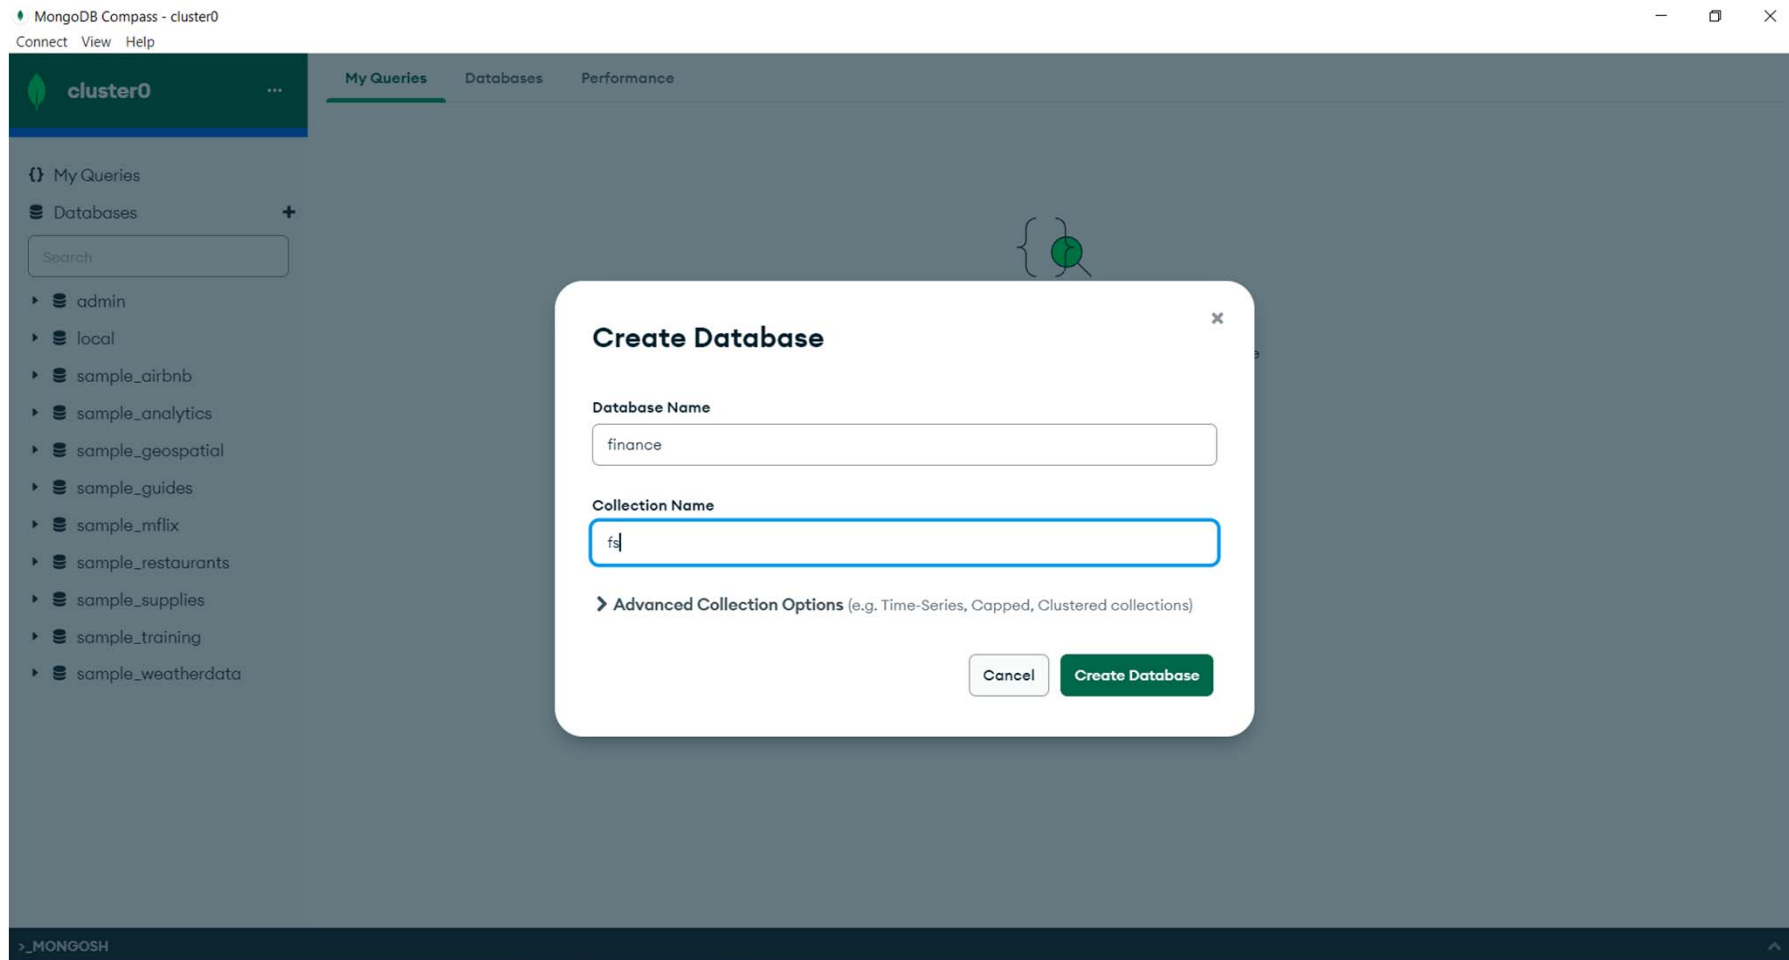 MongoDB Compass - cluster0
Connect View Help
cluster0 ...
My Queries Databases Performance
{} My Queries
Databases +
Search
admin
local
sample_airbnb
sample_analytics
sample_geospatial
sample_guides
sample_mflix
sample_restaurants
sample_supplies
sample_training
sample_weatherdata
Create Database
Database Name
finance
Collection Name
fs
Advanced Collection Options (e.g. Time-Series, Capped, Clustered collections)
Cancel Create Database
>_MONGOSH